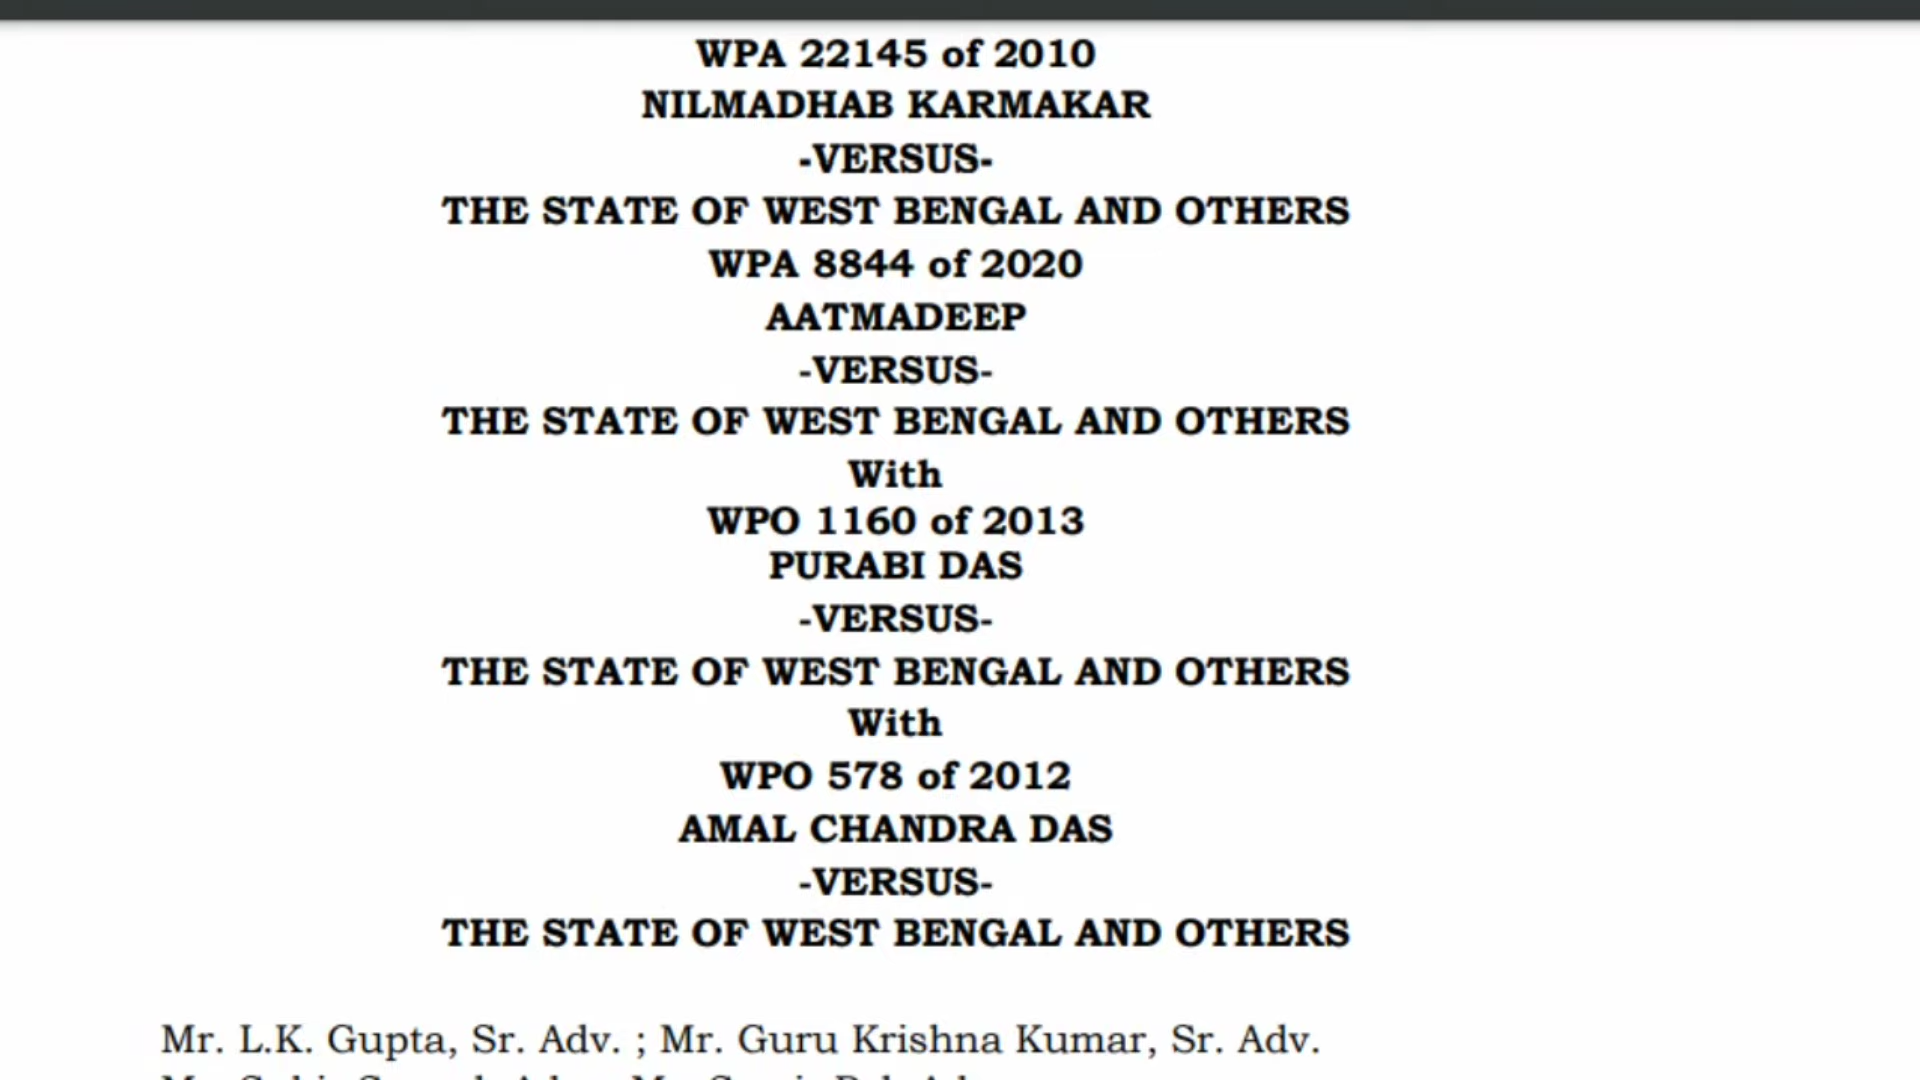 WPA 22145 of 2010
NILMADHAB KARMAKAR
-VERSUS-
THE STATE OF WEST BENGAL AND OTHERS
WPA 8844 of 2020
AATMADEEP
-VERSUS-
THE STATE OF WEST BENGAL AND OTHERS
With
WPO 1160 of 2013
PURABI DAS
-VERSUS-
THE STATE OF WEST BENGAL AND OTHERS
With
WPO 578 of 2012
AMAL CHANDRA DAS
-VERSUS-
THE STATE OF WEST BENGAL AND OTHERS
Mr. L.K. Gupta, Sr. Adv. ; Mr. Guru Krishna Kumar, Sr. Adv.